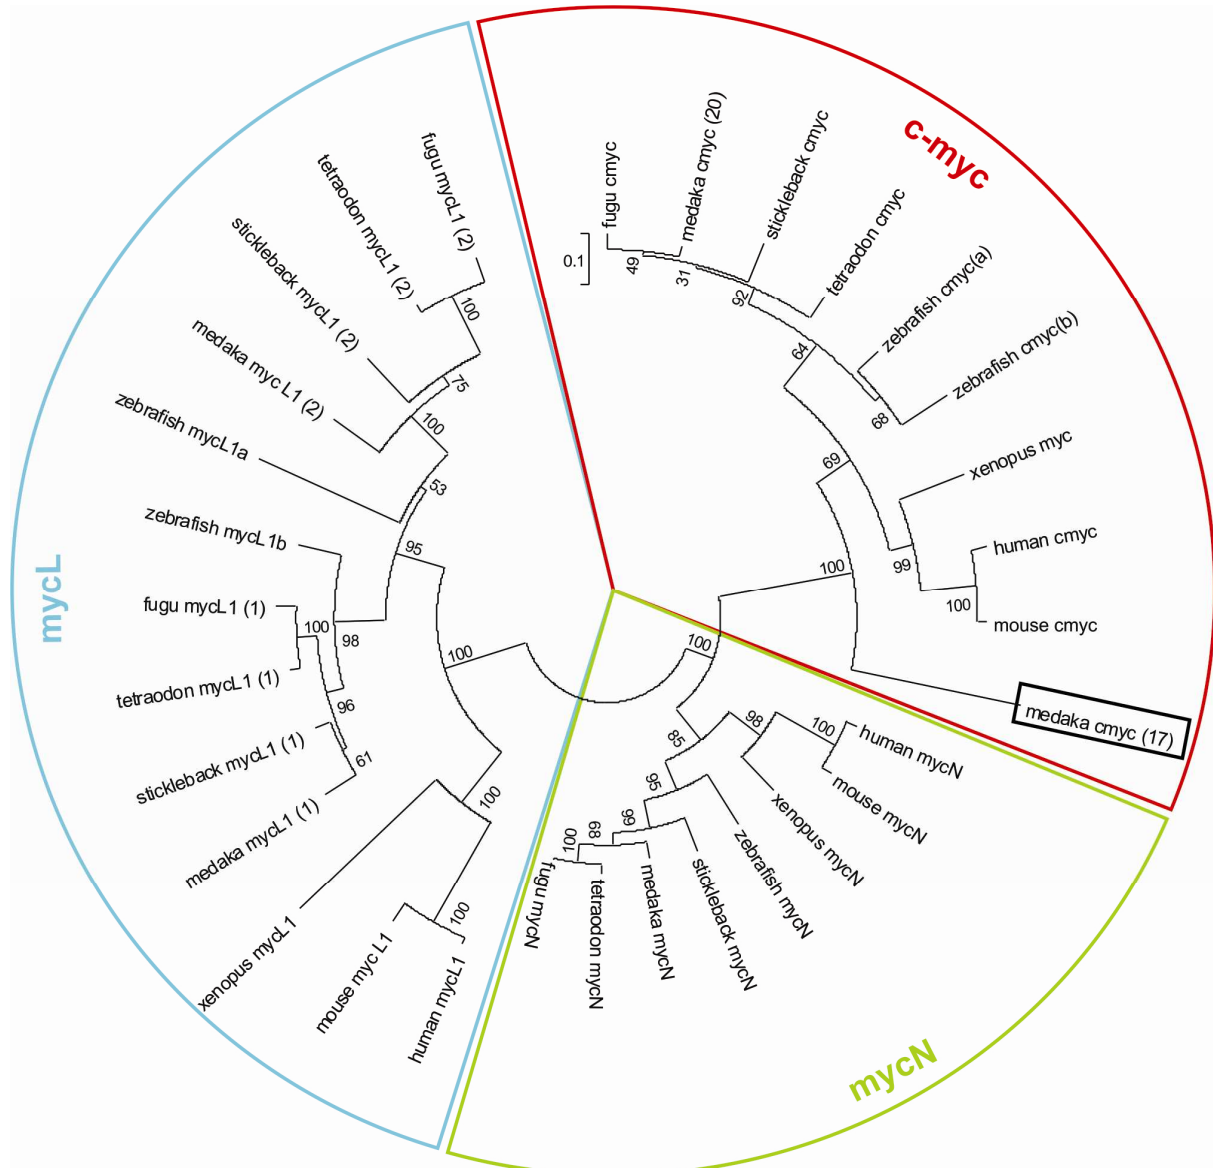 c-myc
fugu cmyc
medaka cmyc (20)
stickleback cmyc
tetraodon cmyc
zebrafish cmyc(a)
zebrafish cmyc(b)
xenopus myc
human cmyc
mouse cmyc
medaka cmyc (17)
0.1
49
31
92
64
68
69
99
100
100
100
mycN
human mycN
mouse mycN
xenopus mycN
zebrafish mycN
stickleback mycN
medaka mycN
tetraodon mycN
fugu mycN
98
100
85
95
99
68
100
mycL
fugu mycL1 (2)
tetraodon mycL1 (2)
stickleback mycL1 (2)
medaka myc L1 (2)
zebrafish mycL1a
zebrafish mycL1b
fugu mycL1 (1)
tetraodon mycL1 (1)
stickleback mycL1 (1)
medaka mycL1 (1)
xenopus mycL1
mouse myc L1
human mycL1
100
75
100
53
95
100
98
96
61
100
100
100